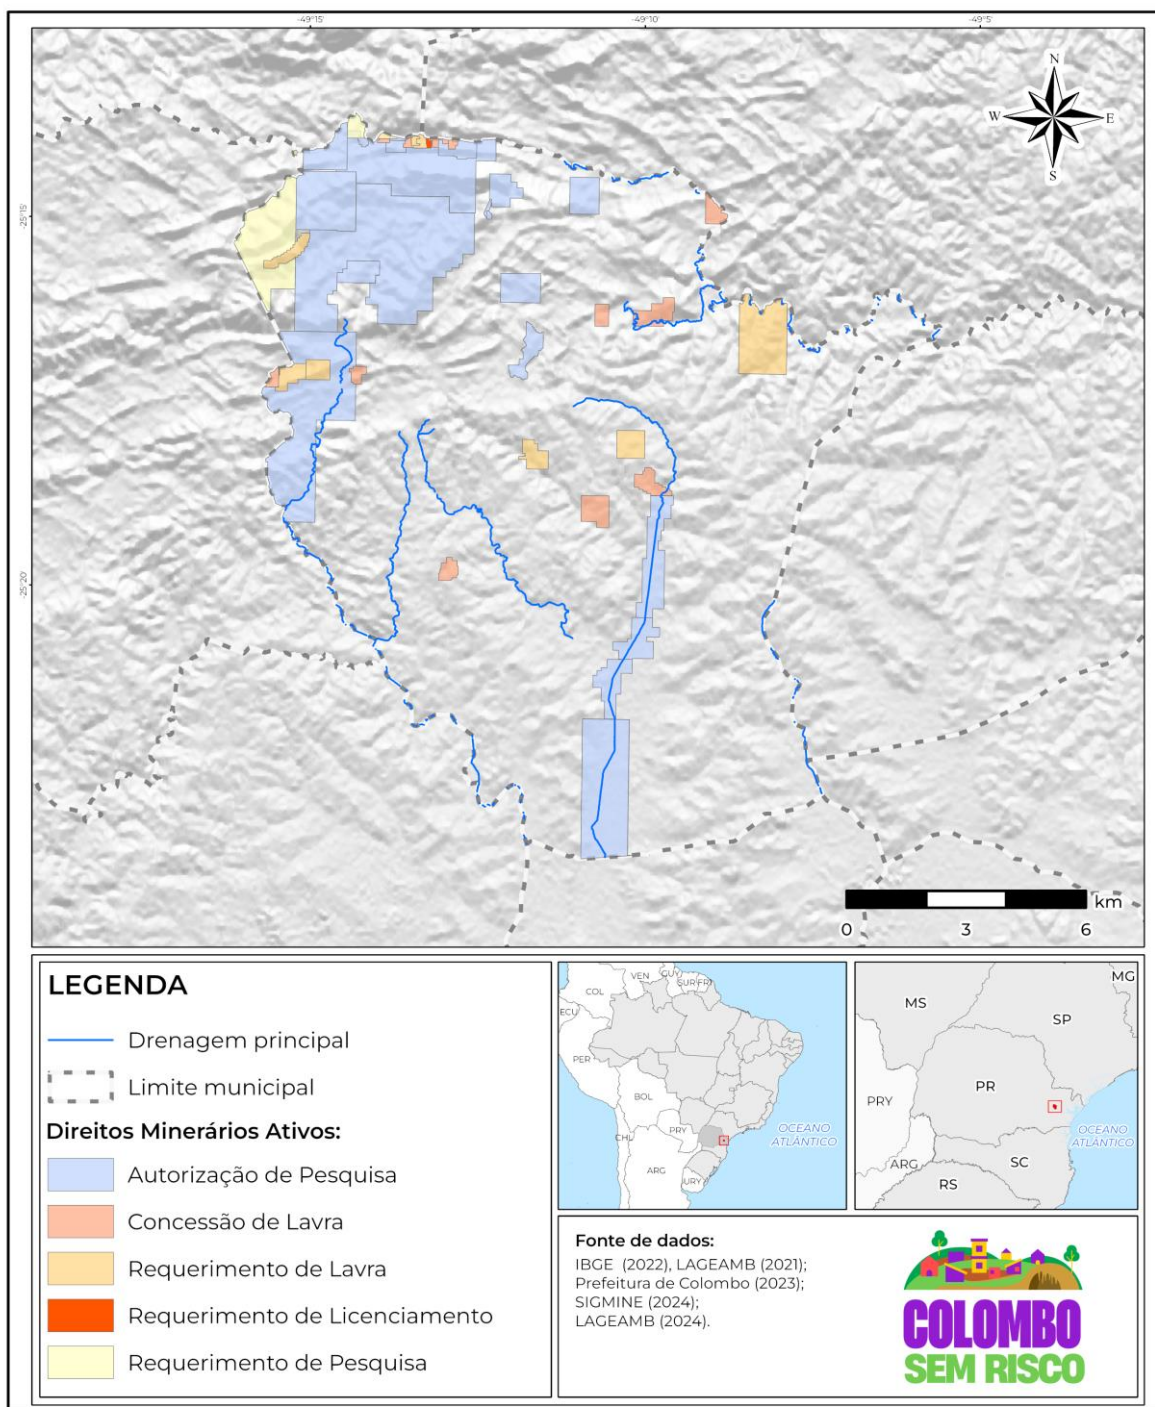 -49°15'
-49°10'
-49°5'
N
W
E
S
-25°15'
-25°20'
km
0
3
6
LEGENDA
Drenagem principal
Limite municipal
Direitos Minerários Ativos:
Autorização de Pesquisa
Concessão de Lavra
Requerimento de Lavra
Requerimento de Licenciamento
Requerimento de Pesquisa
VEN
GUY
SUR
FRI
COL
ECU
PER
BOL
PRY
CHL
ARG
URY
OCEANO
ATLÂNTICO
MG
MS
SP
PR
PRY
OCEANO
ATLÂNTICO
ARG
SC
RS
Fonte de dados:
IBGE (2022), LAGEAMB (2021);
Prefeitura de Colombo (2023);
SIGMINE (2024);
LAGEAMB (2024).
COLOMBO
SEM RISCO